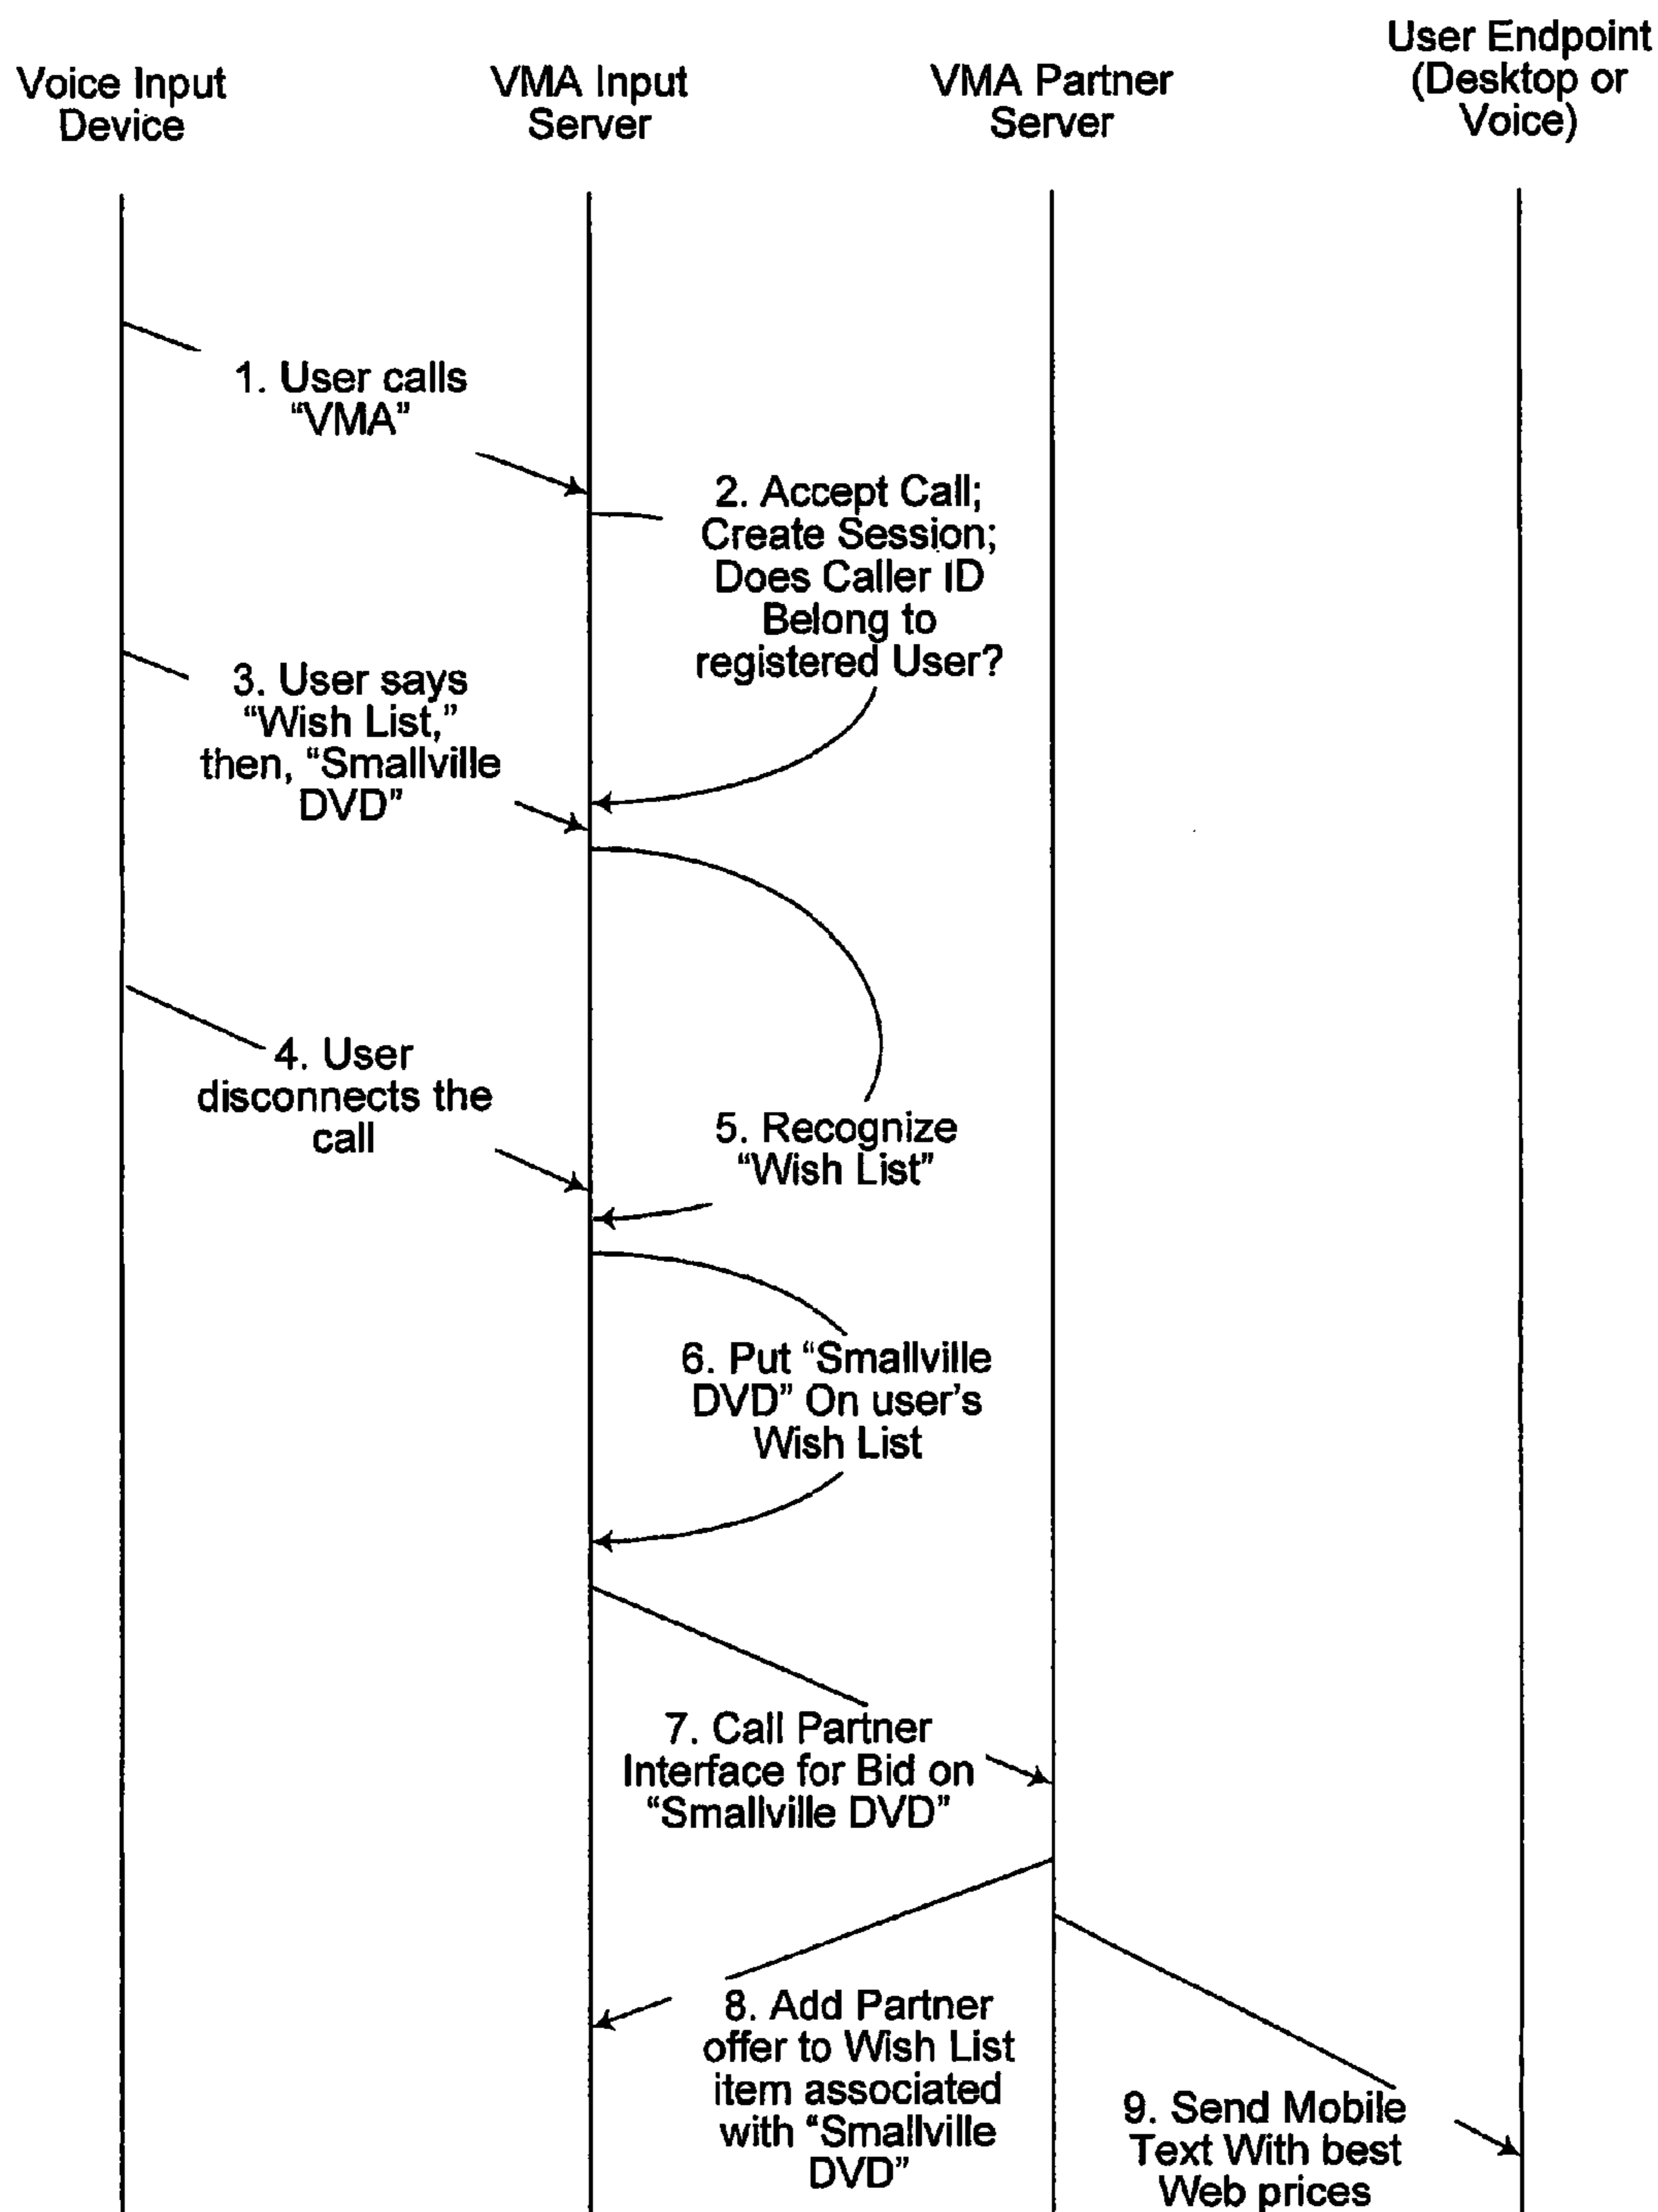 Voice Input
Device
VMA Input
Server
VMA Partner
Server
User Endpoint
(Desktop or
Voice)
1. User calls
“VMA”
2. Accept Call;
Create Session;
Does Caller ID
Belong to
registered User?
3. User says
“Wish List,”
then, “Smallville
DVD”
4. User
disconnects the
call
5. Recognize
“Wish List”
6. Put “Smallville
DVD” On user’s
Wish List
7. Call Partner
Interface for Bid on
“Smallville DVD”
8. Add Partner
offer to Wish List
item associated
with “Smallville
DVD”
9. Send Mobile
Text With best
Web prices